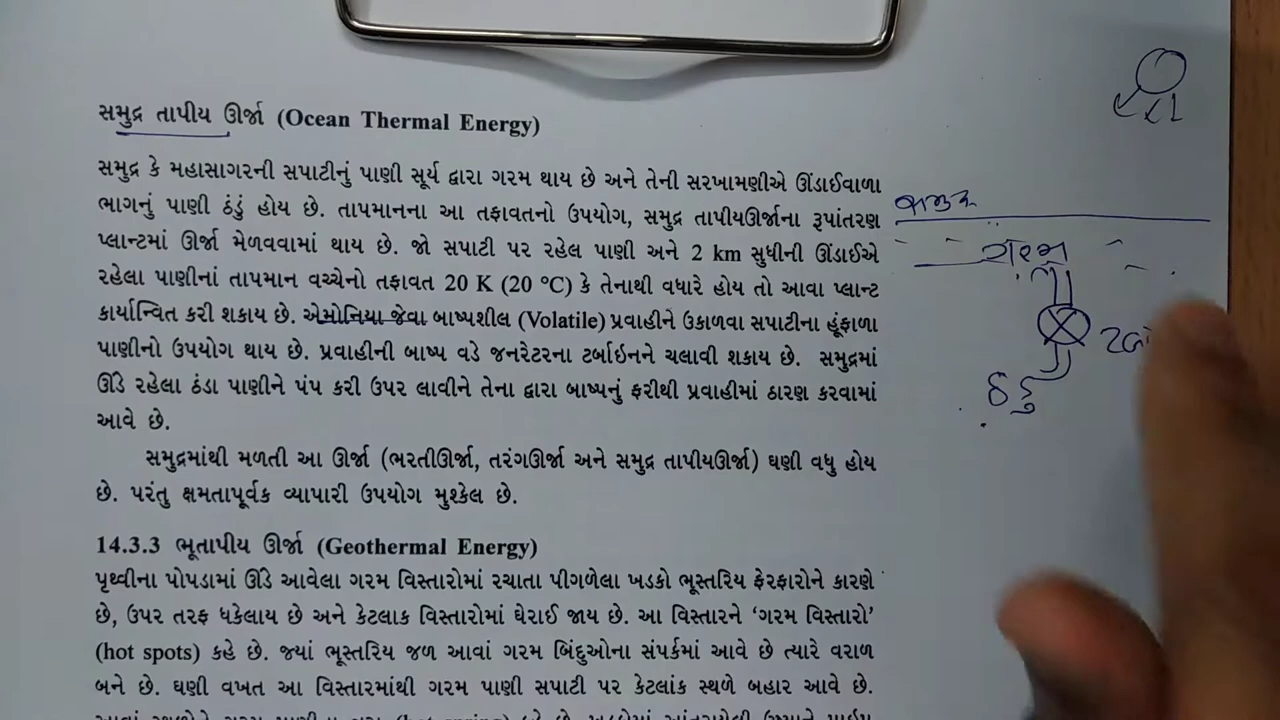 સમુદ્ર તાપીય ઊર્જા (Ocean Thermal Energy)
સમુદ્ર કે મહાસાગરની સપાટીનું પાણી સૂર્ય દ્વારા ગરમ થાય છે અને તેની સરખામણીએ ઊંડાઈવાળા
ભાગનું પાણી ઠંડું હોય છે. તાપમાનના આ તફાવતનો ઉપયોગ, સમુદ્ર તાપીયઊર્જાના રૂપાંતરણ
પ્લાન્ટમાં ઊર્જા મેળવવામાં થાય છે. જો સપાટી પર રહેલ પાણી અને 2 km સુધીની ઊંડાઈએ
રહેલા પાણીનાં તાપમાન વચ્ચેનો તફાવત 20 K (20 °C) કે તેનાથી વધારે હોય તો આવા પ્લાન્ટ
કાર્યાન્વિત કરી શકાય છે. એમોનિયા જેવા બાષ્પશીલ (Volatile) પ્રવાહીને ઉકાળવા સપાટીના હૂંફાળા
પાણીનો ઉપયોગ થાય છે. પ્રવાહીની બાષ્પ વડે જનરેટરના ટર્બાઇનને ચલાવી શકાય છે. સમુદ્રમાં
ઊંડે રહેલા ઠંડા પાણીને પંપ કરી ઉપર લાવીને તેના દ્વારા બાષ્પનું ફરીથી પ્રવાહીમાં ઠારણ કરવામાં
આવે છે.
સમુદ્રમાંથી મળતી આ ઊર્જા (ભરતીઊર્જા, તરંગઊર્જા અને સમુદ્ર તાપીયઊર્જા) ઘણી વધુ હોય
છે. પરંતુ ક્ષમતાપૂર્વક વ્યાપારી ઉપયોગ મુશ્કેલ છે.
14.3.3 ભૂતાપીય ઊર્જા (Geothermal Energy)
પૃથ્વીના પોપડામાં ઊંડે આવેલા ગરમ વિસ્તારોમાં રચાતા પીગળેલા ખડકો ભૂસ્તરિય ફેરફારોને કારણે
છે, ઉપર તરફ ધકેલાય છે અને કેટલાક વિસ્તારોમાં ઘેરાઈ જાય છે. આ વિસ્તારને ‘ગરમ વિસ્તારો’
(hot spots) કહે છે. જ્યાં ભૂસ્તરિય જળ આવાં ગરમ બિંદુઓના સંપર્કમાં આવે છે ત્યારે વરાળ
બને છે. ઘણી વખત આ વિસ્તારમાંથી ગરમ પાણી સપાટી પર કેટલાંક સ્થળે બહાર આવે છે.
ગરમ
ઠંડુ